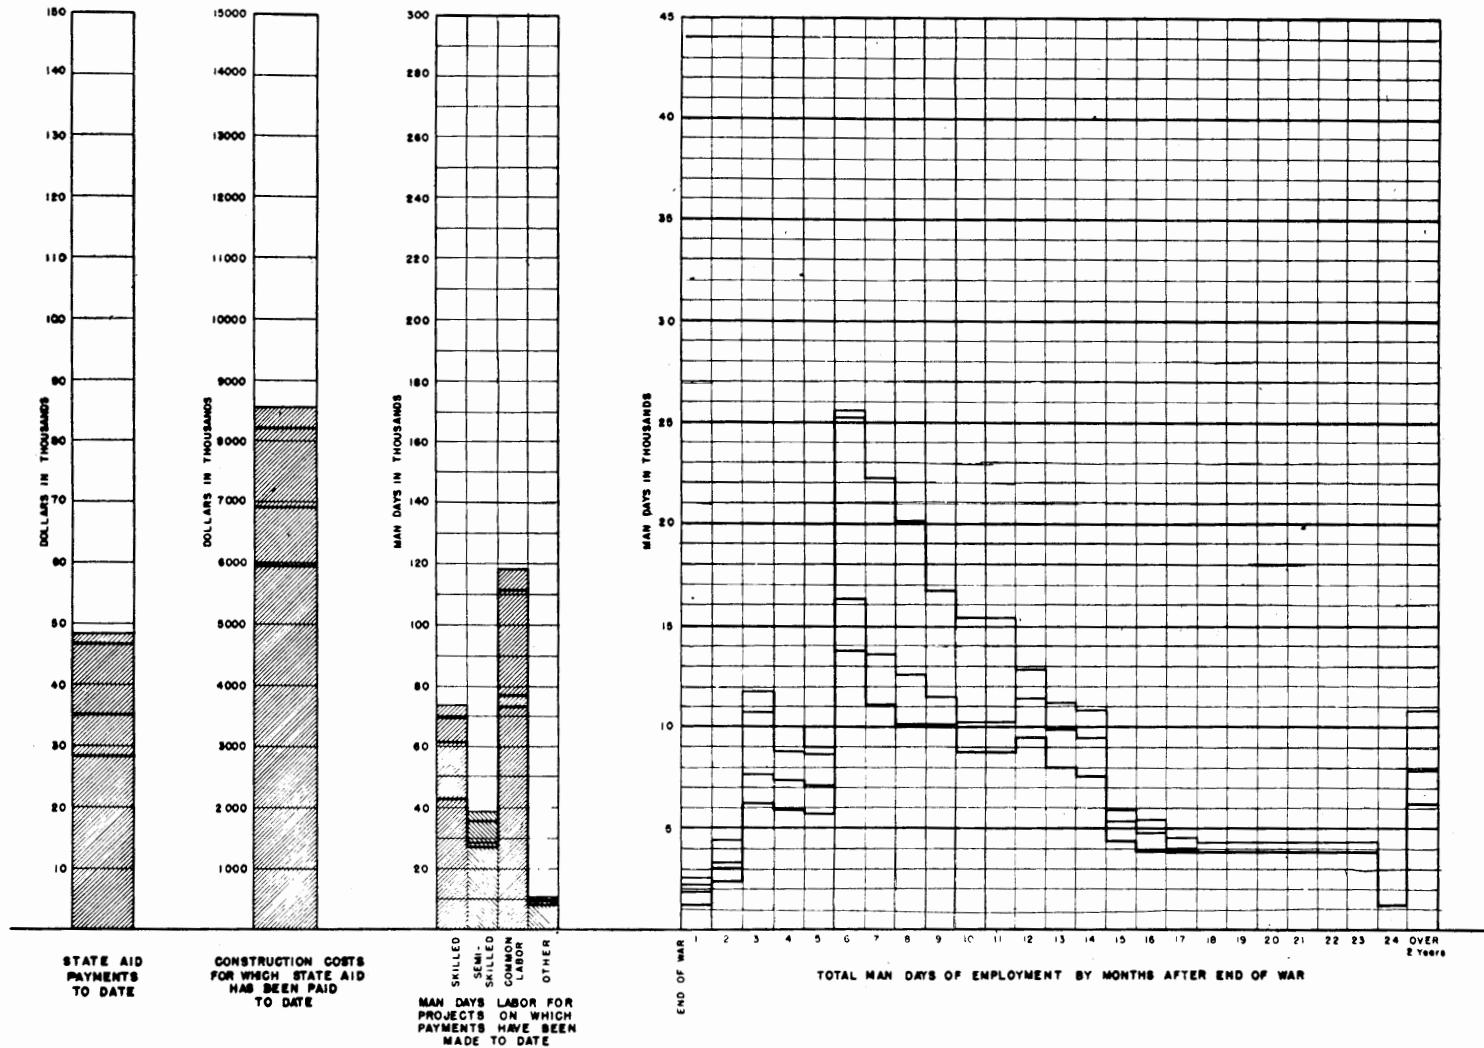 150
140
130
120
110
100
90
80
70
60
50
40
30
20
10
DOLLARS IN THOUSANDS
STATE AID
PAYMENTS
TO DATE
15000
14000
13000
12000
11000
10000
9000
8000
7000
6000
5000
4000
3000
2000
1000
DOLLARS IN THOUSANDS
CONSTRUCTION COSTS
FOR WHICH STATE AID
HAS BEEN PAID
TO DATE
300
280
260
240
220
200
180
160
140
120
100
80
60
40
20
MAN DAYS IN THOUSANDS
SKILLED
SEMI-
SKILLED
COMMON
LABOR
OTHER
MAN DAYS LABOR FOR
PROJECTS ON WHICH
PAYMENTS HAVE BEEN
MADE TO DATE
45
40
35
30
25
20
15
10
5
MAN DAYS IN THOUSANDS
END OF WAR
1 2 3 4 5 6 7 8 9 10 11 12 13 14 15 16 17 18 19 20 21 22 23 24 OVER
2 Years
TOTAL MAN DAYS OF EMPLOYMENT BY MONTHS AFTER END OF WAR